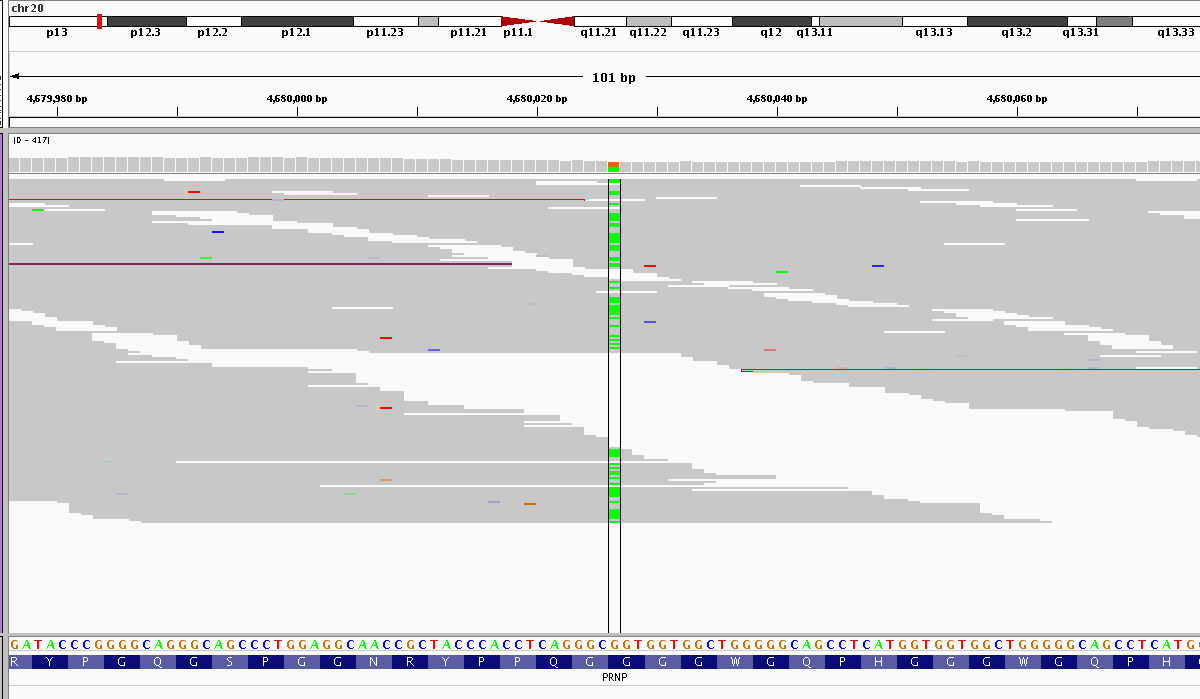 chr20
p13 p12.3 p12.2 p12.1 p11.23 p11.21 p11.1 q11.21 q11.22 q11.23 q12 q13.11 q13.13 q13.2 q13.31 q13.33
101 bp
4,679,980 bp 4,680,000 bp 4,680,020 bp 4,680,040 bp 4,680,060 bp
[0 - 417]
G A T A C C C G G G G C A G G G C A G C C C T G G A G G C A A C C G C T A C C C A C C T C A G G G C G G T G G T G G C T G G G G G C A G C C T C A T G G T G G T G G C T G G G G G C A G C C T C A T G
R Y P G Q G S P G G N R Y P P Q G G G W G Q P H G G G W G Q P H
PRNP